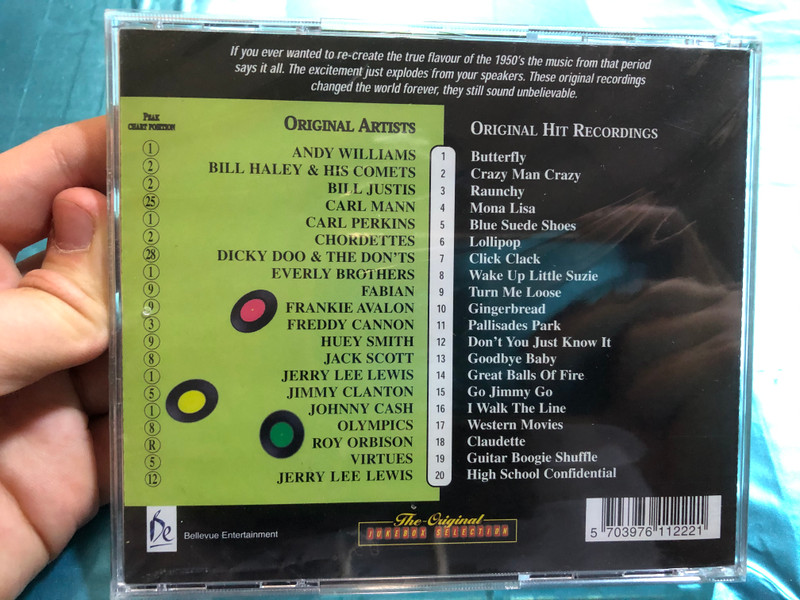 If you ever wanted to re-create the true flavour of the 1950's the music from that period
says it all. The excitement just explodes from your speakers. These original recordings
changed the world forever, they still sound unbelievable.
PEAK
CHART POSITION
ORIGINAL ARTISTS ORIGINAL HIT RECORDINGS
1 ANDY WILLIAMS 1 Butterfly
2 BILL HALEY & HIS COMETS 2 Crazy Man Crazy
2 BILL JUSTIS 3 Raunchy
25 CARL MANN 4 Mona Lisa
1 CARL PERKINS 5 Blue Suede Shoes
2 CHORDETTES 6 Lollipop
28 DICKY DOO & THE DON'TS 7 Click Clack
1 EVERLY BROTHERS 8 Wake Up Little Suzie
9 FABIAN 9 Turn Me Loose
9 FRANKIE AVALON 10 Gingerbread
3 FREDDY CANNON 11 Pallisades Park
9 HUEY SMITH 12 Don't You Just Know It
8 JACK SCOTT 13 Goodbye Baby
1 JERRY LEE LEWIS 14 Great Balls Of Fire
5 JIMMY CLANTON 15 Go Jimmy Go
1 JOHNNY CASH 16 I Walk The Line
8 OLYMPICS 17 Western Movies
R ROY ORBISON 18 Claudette
5 VIRTUES 19 Guitar Boogie Shuffle
12 JERRY LEE LEWIS 20 High School Confidential
Be
Bellevue Entertainment
The Original
JUKEBOX SELECTION
5 703976 112221